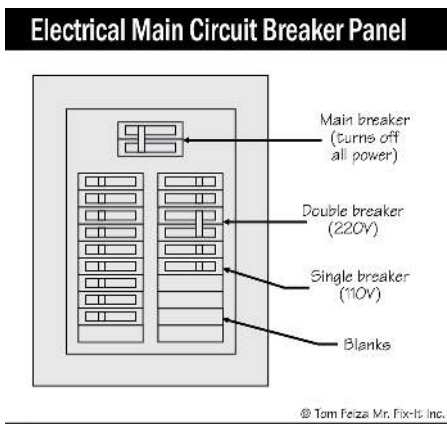 Electrical Main Circuit Breaker Panel
Main breaker
(turns off
all power)
Double breaker
(220V)
Single breaker
(110V)
Blanks
© Tom Feiza Mr. Fix-It Inc.